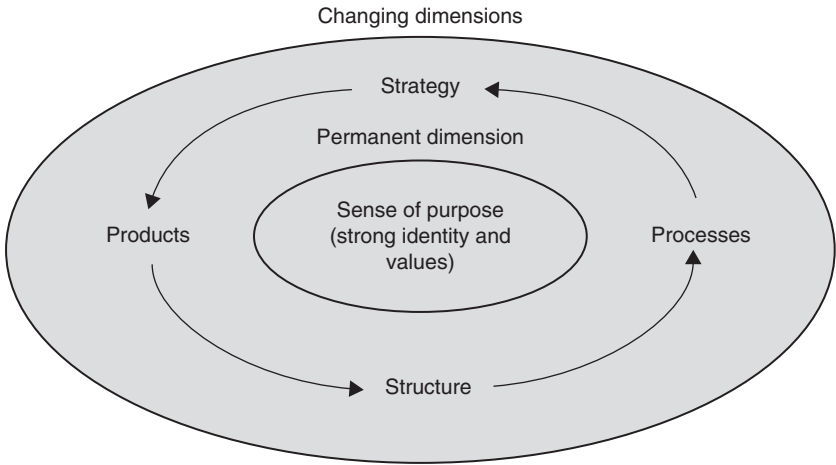 Changing dimensions
Strategy
Permanent dimension
Sense of purpose
(strong identity and
values)
Products
Processes
Structure